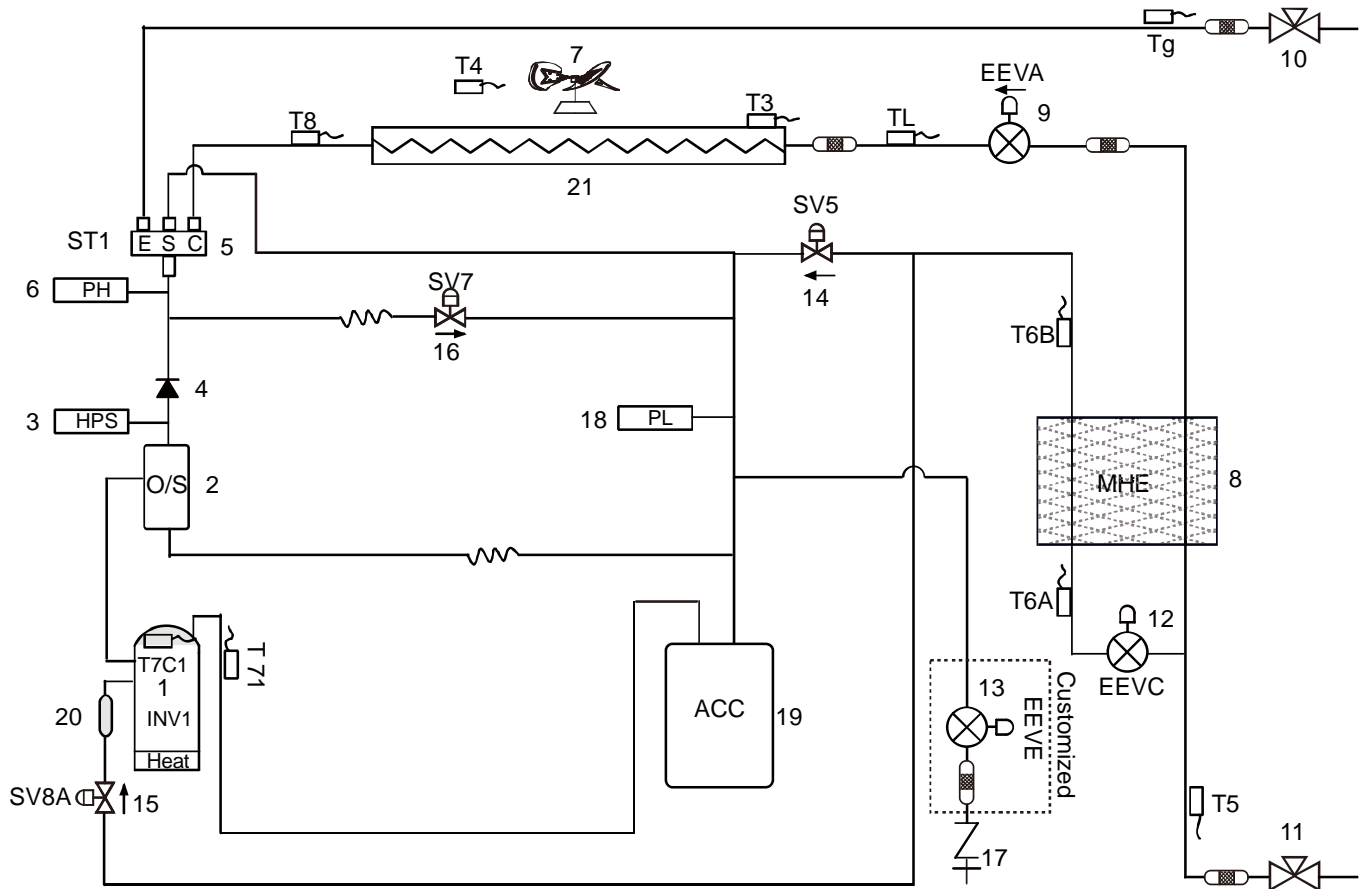 Tg
10
7
T4
EEVA
9
T8
T3
TL
21
ST1
E S C
5
SV5
14
6
PH
SV7
16
T6B
4
3
HPS
18
PL
O/S
2
MHE
8
T6A
12
EEVC
T7C1
1
INV1
Heat
T71
20
SV8A
15
ACC
19
13
EEVE
Customized
17
T5
11